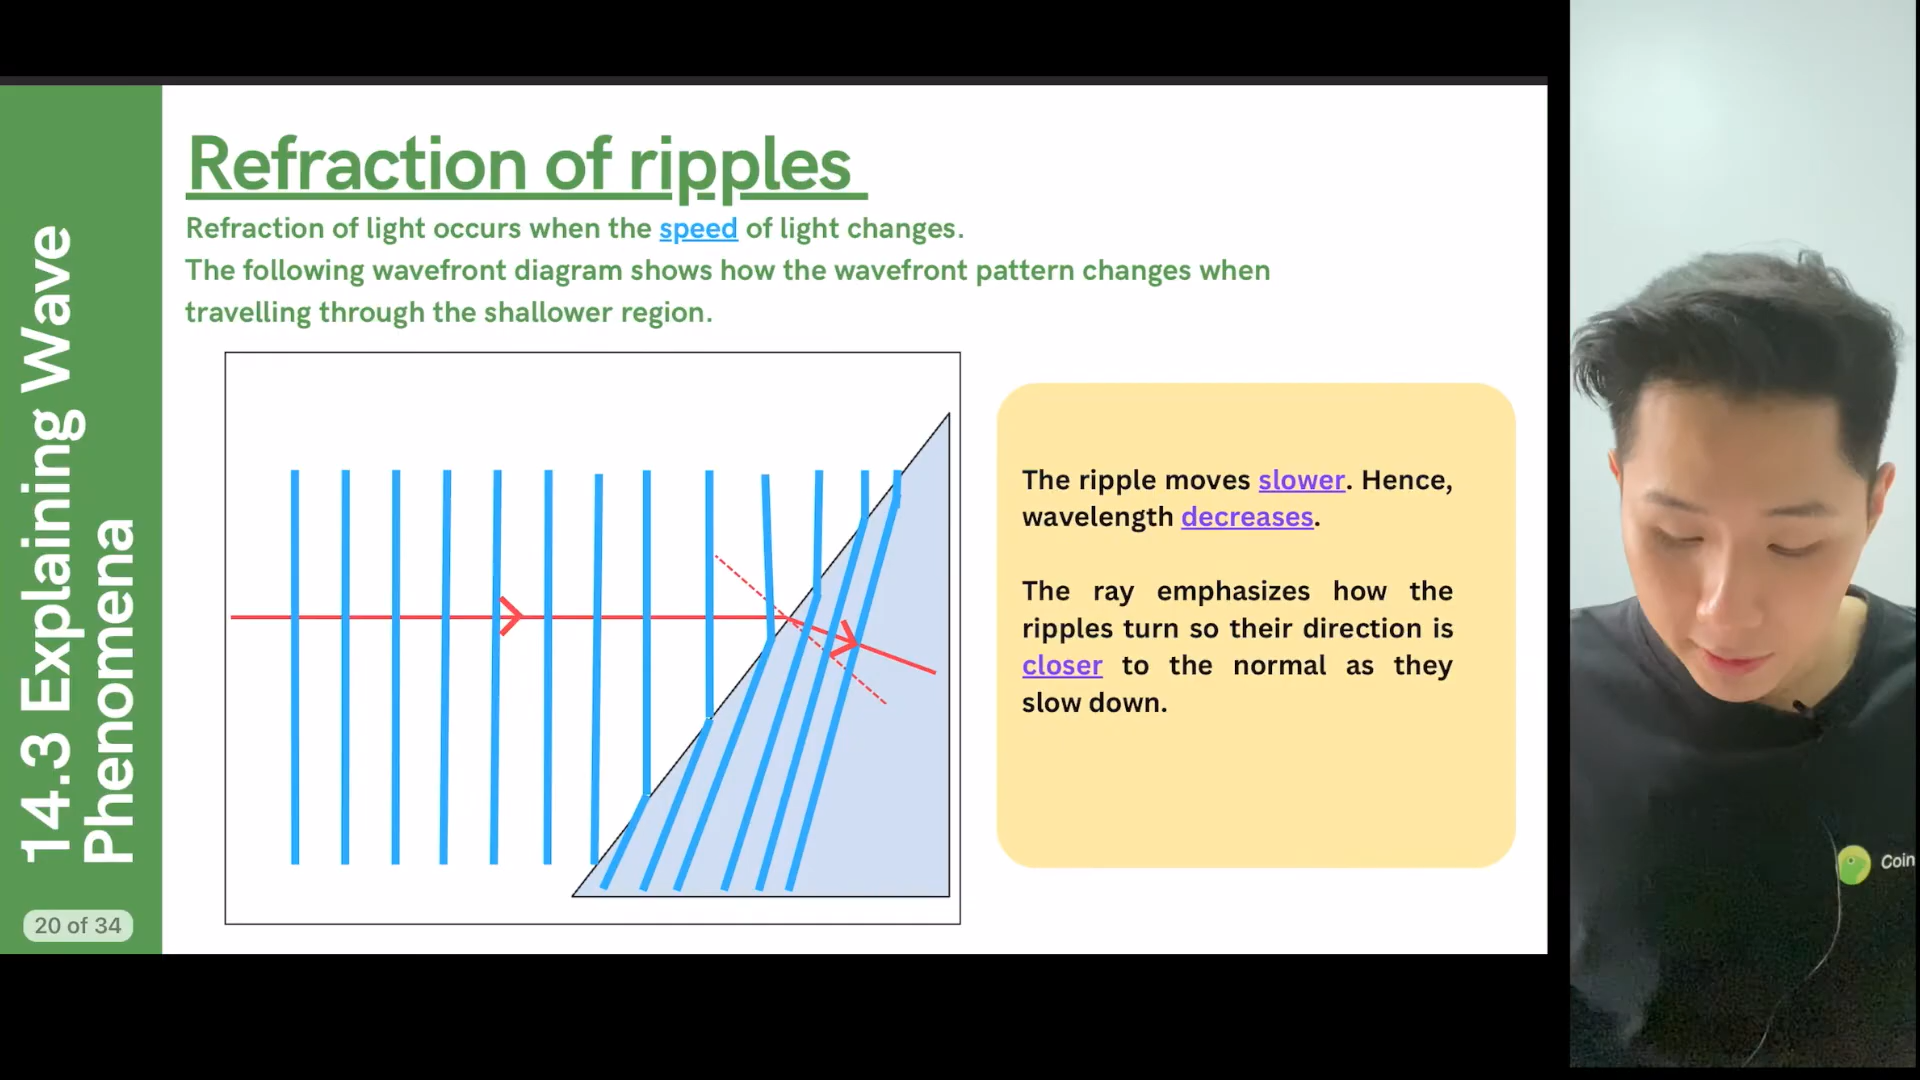 14.3 Explaining Wave
Phenomena
20 of 34
Refraction of ripples
Refraction of light occurs when the speed of light changes.
The following wavefront diagram shows how the wavefront pattern changes when
travelling through the shallower region.
The ripple moves slower. Hence,
wavelength decreases.
The ray emphasizes how the
ripples turn so their direction is
closer to the normal as they
slow down.
Coin